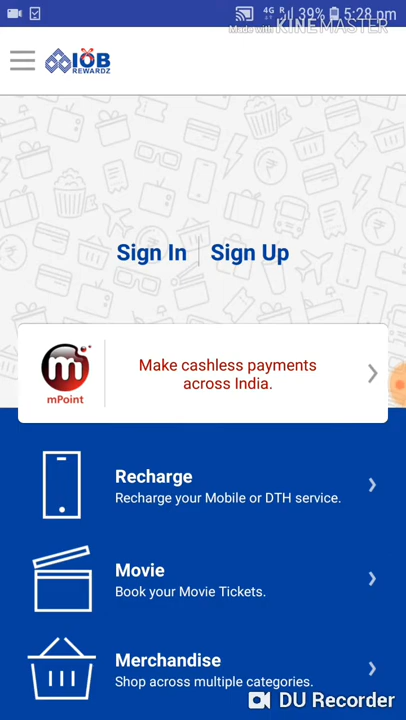 4G R 39% 5:28 pm
Made with KINEMASTER
IOB
REWARDZ
Sign In | Sign Up
m
mPoint
Make cashless payments
across India.
Recharge
Recharge your Mobile or DTH service.
Movie
Book your Movie Tickets.
Merchandise
Shop across multiple categories.
DU Recorder